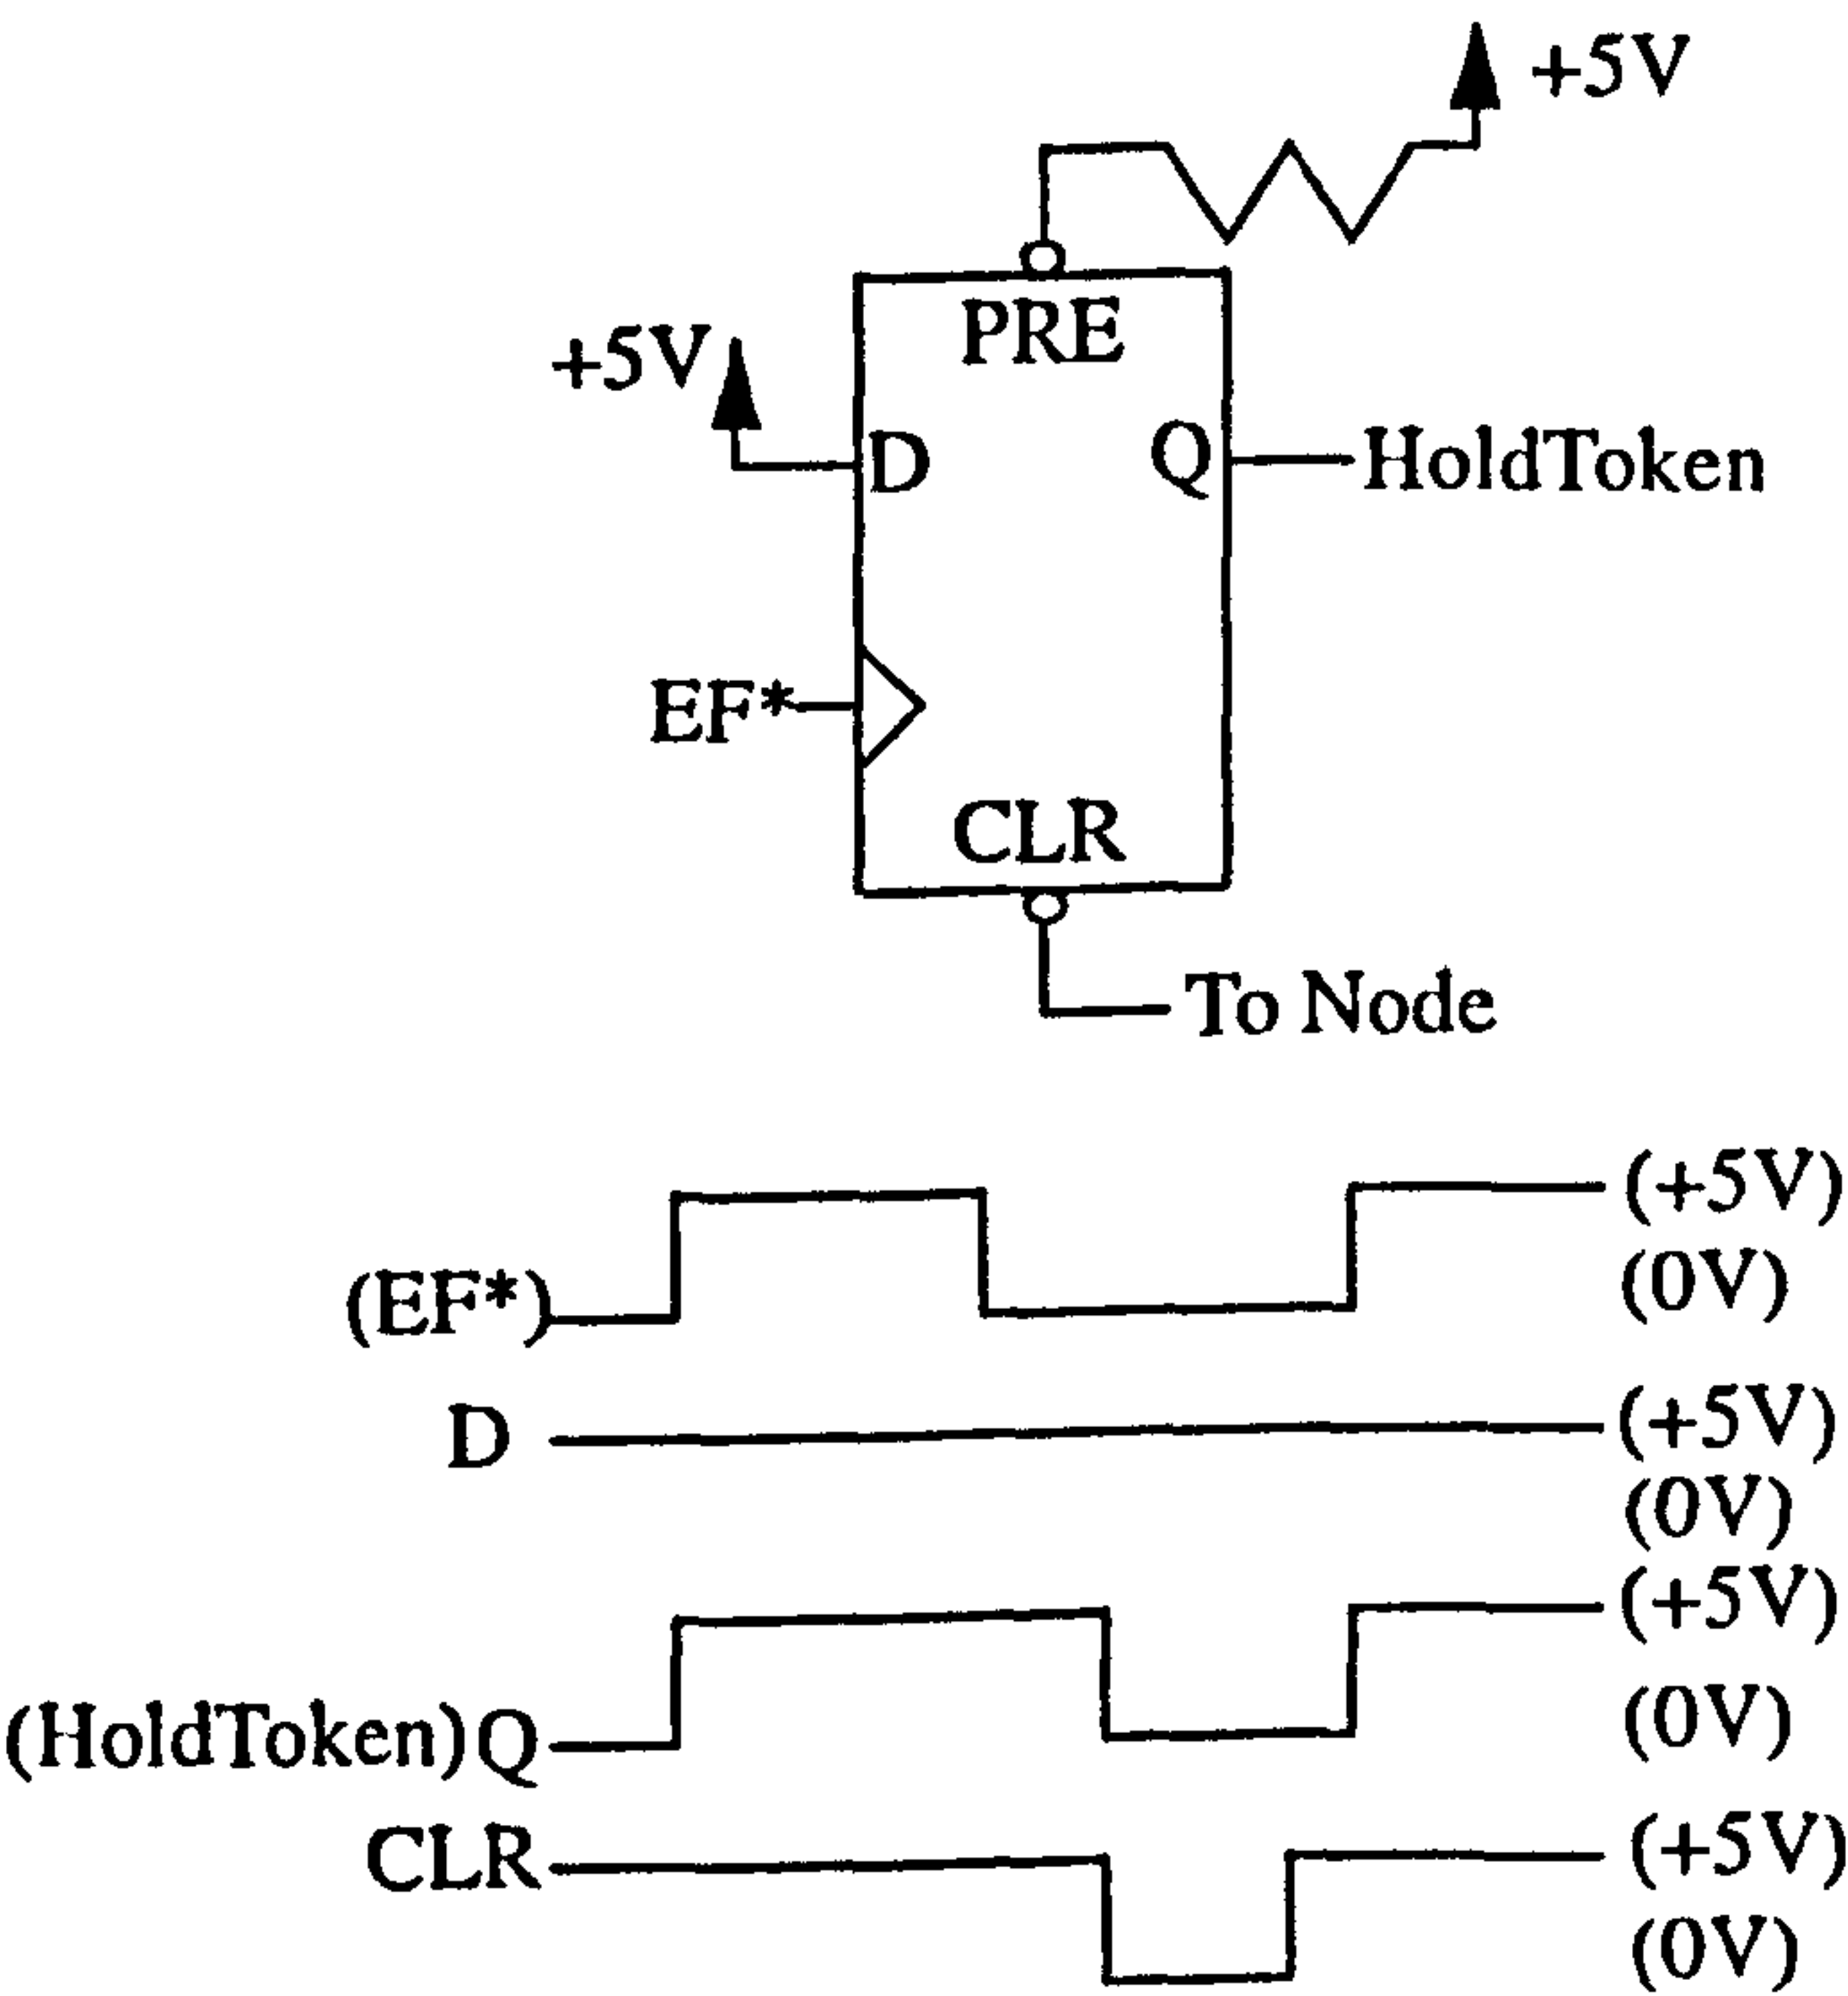 +5V
PRE
+5V
D
Q
HoldToken
EF*
CLR
To Node
(+5V)
(EF*)
(0V)
D
(+5V)
(0V)
(+5V)
(HoldToken) Q
(0V)
CLR
(+5V)
(0V)